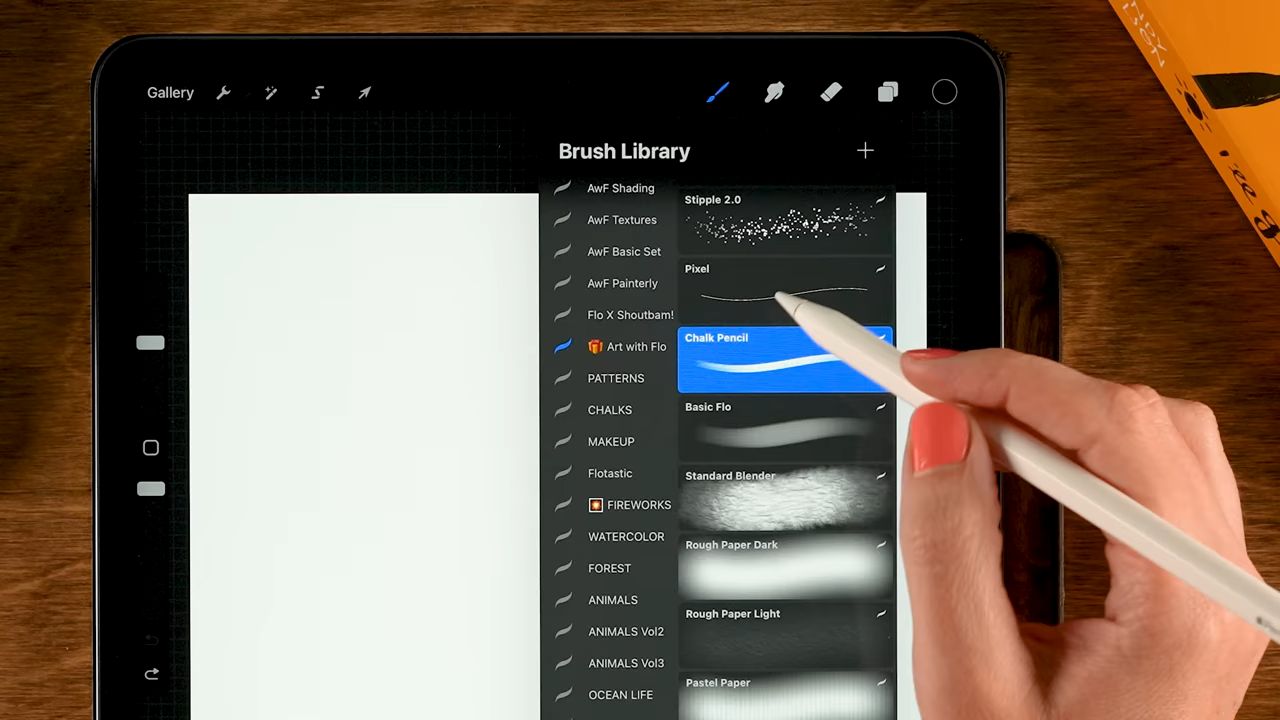 Gallery
Brush Library
AwF Shading
AwF Textures
AwF Basic Set
AwF Painterly
Flo X Shoutbam!
Art with Flo
PATTERNS
CHALKS
MAKEUP
Flotastic
FIREWORKS
WATERCOLOR
FOREST
ANIMALS
ANIMALS Vol2
ANIMALS Vol3
OCEAN LIFE
Stipple 2.0
Pixel
Chalk Pencil
Basic Flo
Standard Blender
Rough Paper Dark
Rough Paper Light
Pastel Paper